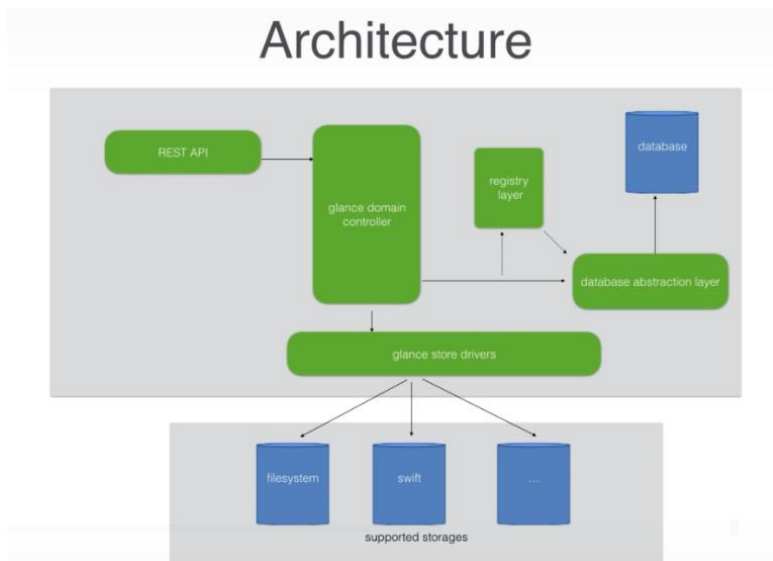 Architecture
REST API
glance domain
controller
registry
layer
database
database abstraction layer
glance store drivers
filesystem
swift
...
supported storages